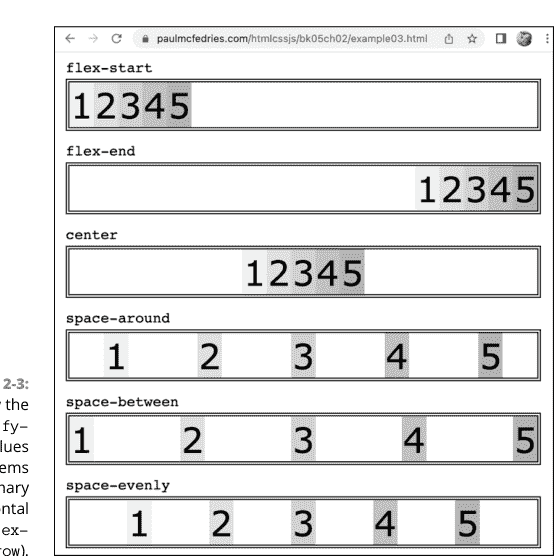 paulmcfedries.com/htmlcssjs/bk05ch02/example03.html
flex-start
12345
flex-end
12345
center
12345
space-around
1 2 3 4 5
space-between
1 2 3 4 5
space-evenly
1 2 3 4 5
2-3:
the
fy-
lues
ems
nary
ontal
ex-
row).